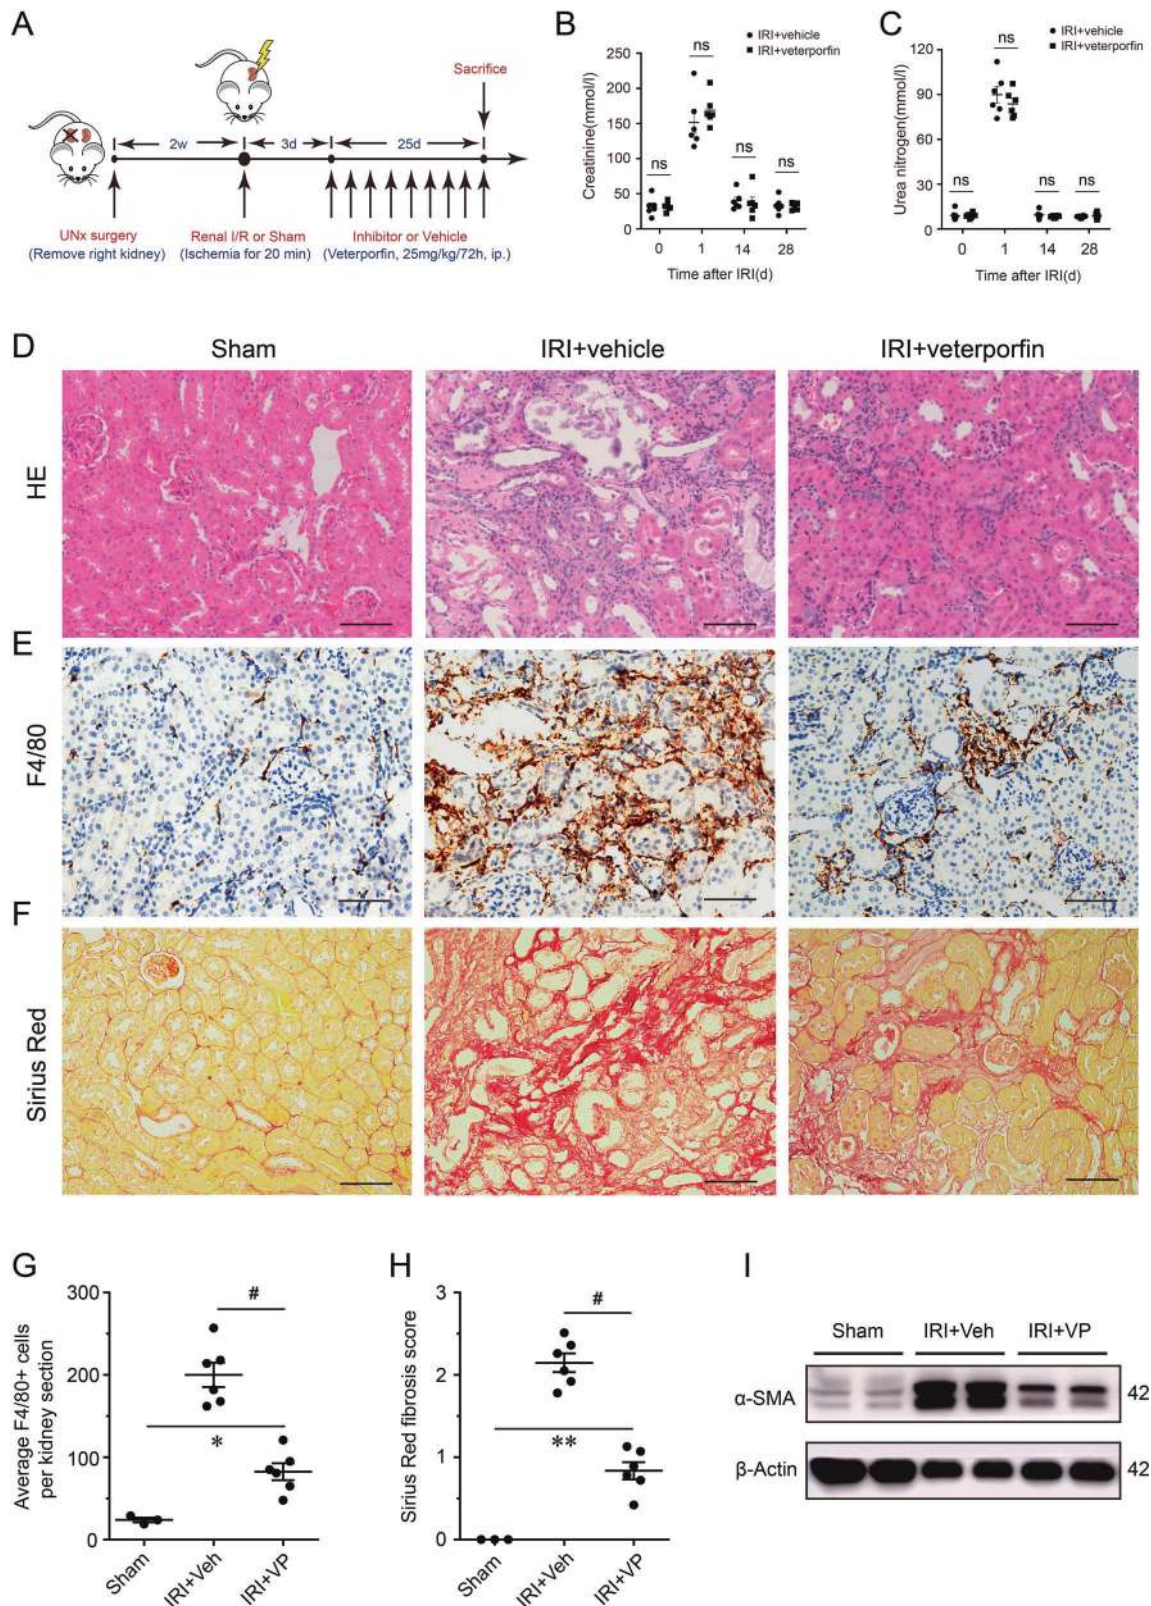 A
Sacrifice
2w
3d
25d
UNx surgery
(Remove right kidney)
Renal I/R or Sham
(Ischemia for 20 min)
Inhibitor or Vehicle
(Veterporfin, 25mg/kg/72h, ip.)
B
IRI+vehicle
IRI+veterporfin
Creatinine(mmol/l)
250
200
150
100
50
0
ns
ns
ns
ns
0
1
14
28
Time after IRI(d)
C
IRI+vehicle
IRI+veterporfin
Urea nitrogen(mmol/l)
120
90
60
30
0
ns
ns
ns
ns
0
1
14
28
Time after IRI(d)
D
Sham
IRI+vehicle
IRI+veterporfin
HE
E
F4/80
F
Sirius Red
G
Average F4/80+ cells
per kidney section
300
200
100
0
#
*
Sham
IRI+Veh
IRI+VP
H
Sirius Red fibrosis score
3
2
1
0
#
**
Sham
IRI+Veh
IRI+VP
I
Sham
IRI+Veh
IRI+VP
α-SMA
42
β-Actin
42